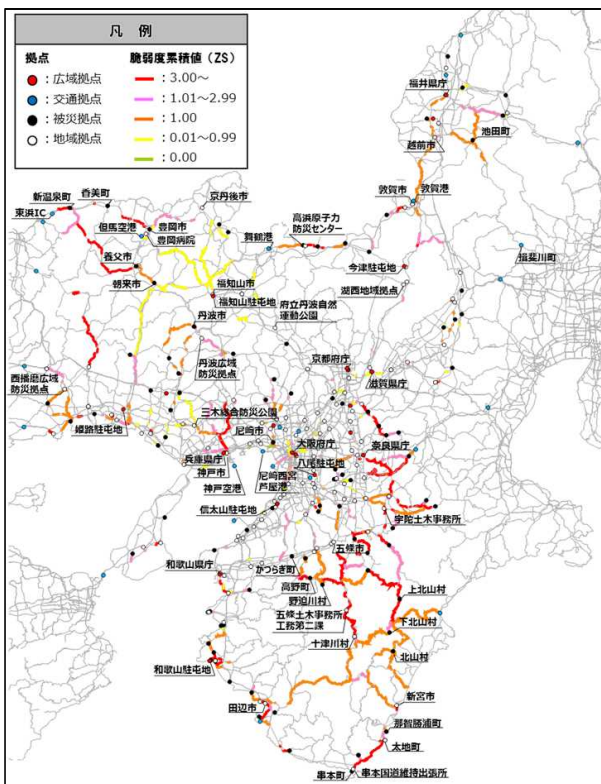 凡　例
拠点
脆弱度累積値（ZS）
：広域拠点
：3.00～
：交通拠点
：1.01～2.99
：被災拠点
：1.00
：地域拠点
：0.01～0.99
：0.00
福井県庁
池田町
越前市
敦賀市
敦賀港
新温泉町
香美町
京丹後市
東浜IC
但馬空港
豊岡市
豊岡病院
舞鶴港
高浜原子力
防災センター
揖斐川町
養父市
今津駐屯地
朝来市
福知山市
福知山駐屯地
湖西地域拠点
府立丹波自然
運動公園
丹波市
丹波広域
防災拠点
京都府庁
西播磨広域
防災拠点
滋賀県庁
三木総合防災公園
姫路駐屯地
尼崎市
大阪府庁
奈良県庁
兵庫県庁
神戸市
八尾駐屯地
神戸空港
尼崎西宮
芦屋港
信太山駐屯地
宇陀土木事務所
五條市
和歌山県庁
かつらぎ町
高野町
野迫川村
上北山村
五條土木事務所
工務第二課
下北山村
十津川村
北山村
和歌山駐屯地
田辺市
新宮市
那智勝浦町
太地町
串本町
串本国道維持出張所